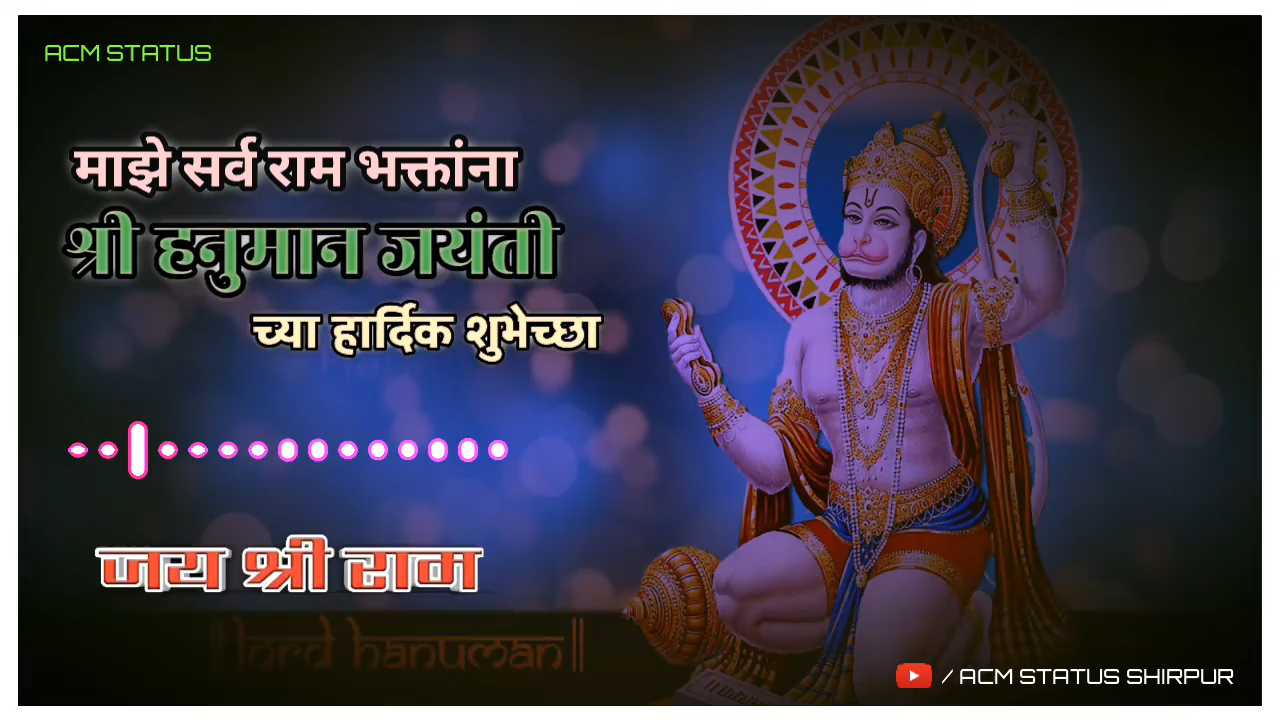 ACM STATUS
माझे सर्व राम भक्तांना
श्री हनुमान जयंती
च्या हार्दिक शुभेच्छा
जय श्री राम
||lord hanuman||
/ ACM STATUS SHIRPUR